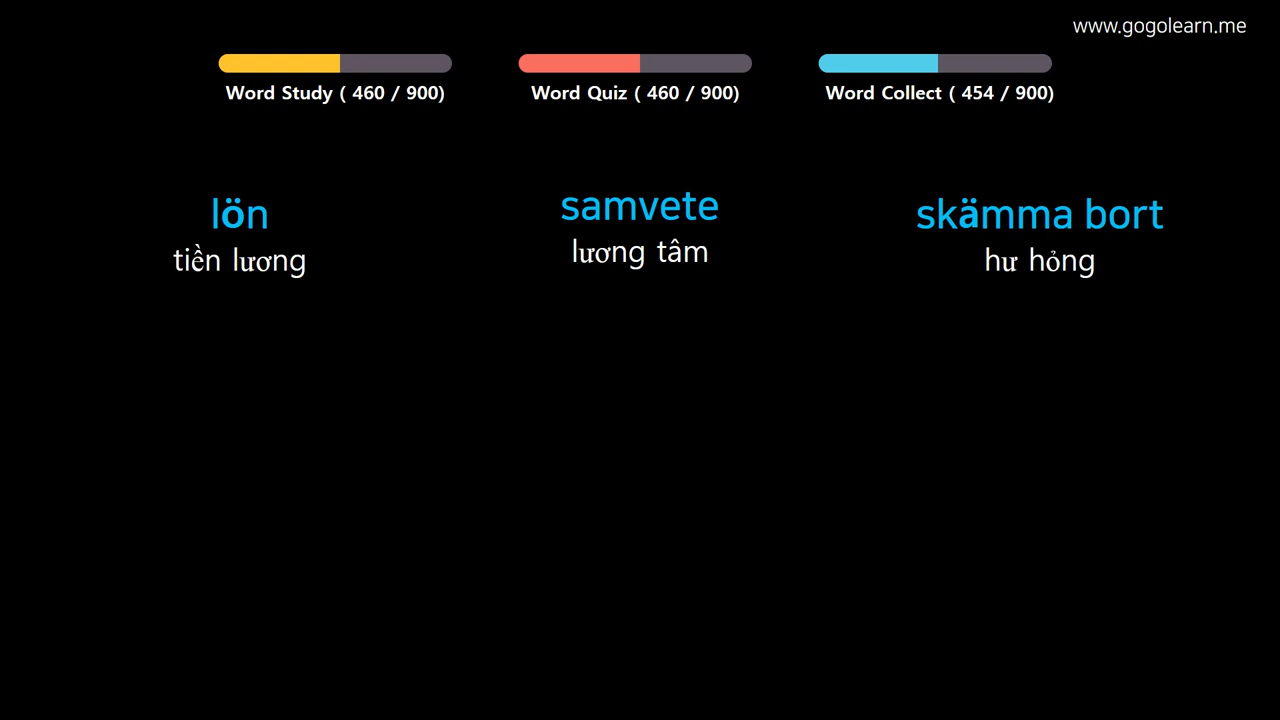 www.gogolearn.me
Word Study ( 460 / 900)
Word Quiz ( 460 / 900)
Word Collect ( 454 / 900)
lön
tiền lương
samvete
lương tâm
skämma bort
hư hỏng